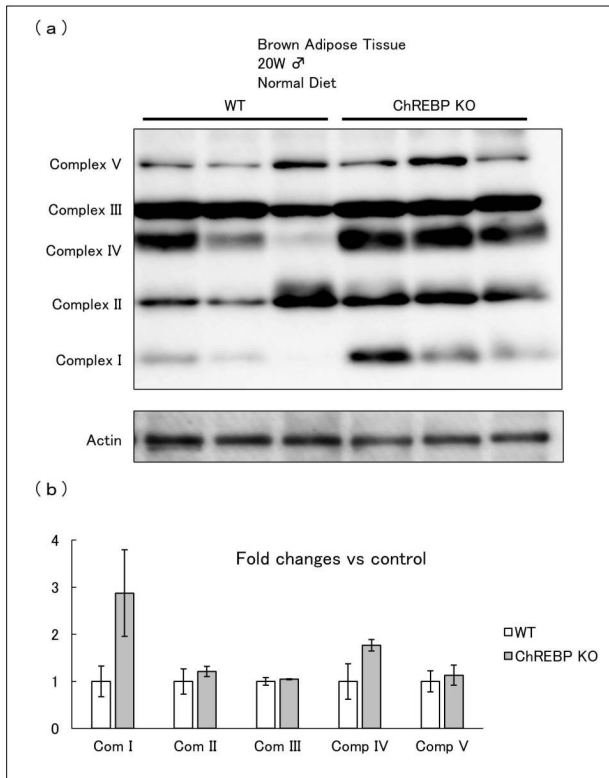 (a)
Brown Adipose Tissue
20W ♂
Normal Diet
WT ChREBP KO
Complex V
Complex III
Complex IV
Complex II
Complex I
Actin
(b)
4
3
2
1
0
Fold changes vs control
WT
ChREBP KO
Com I Com II Com III Comp IV Comp V